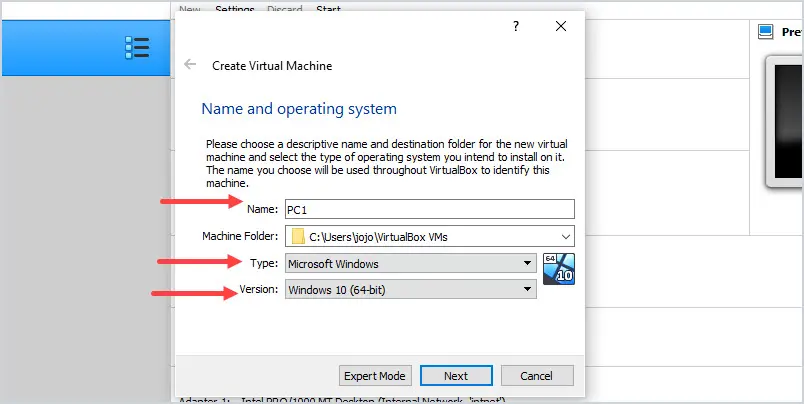 New Settings Discard Start
?
Create Virtual Machine
Pre
Name and operating system
Please choose a descriptive name and destination folder for the new virtual
machine and select the type of operating system you intend to install on it.
The name you choose will be used throughout VirtualBox to identify this
machine.
Name: PC1
Machine Folder: C:\Users\jojo\VirtualBox VMs
Type: Microsoft Windows
64
10
Version: Windows 10 (64-bit)
Expert Mode Next Cancel
Adapter 1: Intel PRO/1000 MT Desktop (Internal Network, 'intnet')